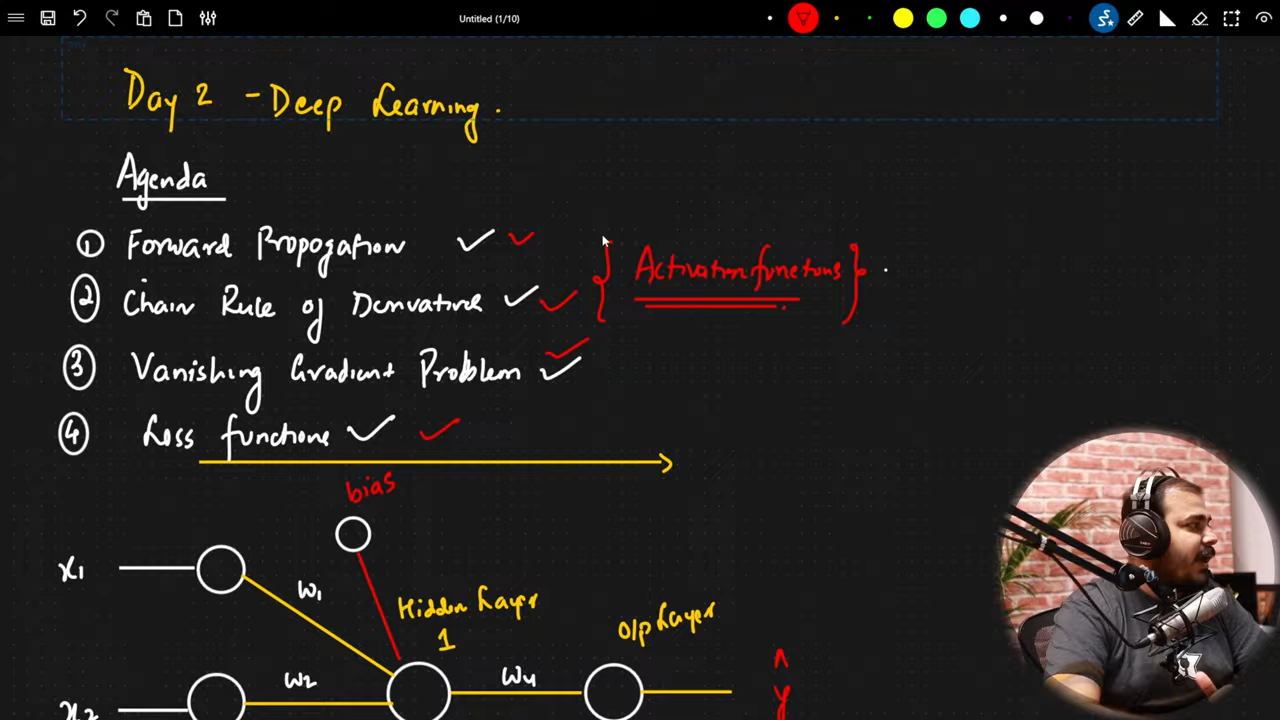 Untitled (1/10)
Day 2 - Deep Learning.
Agenda
① Forward Propogation ✓ ✓
{ Activation functions }
② Chain Rule of Derivative ✓ ✓
③ Vanishing Gradient Problem ✓ ✓
④ Loss functions ✓ ✓
bias
x1
w1
Hidden Layer
1
O/p Layer
w2
w4
ŷ
x2